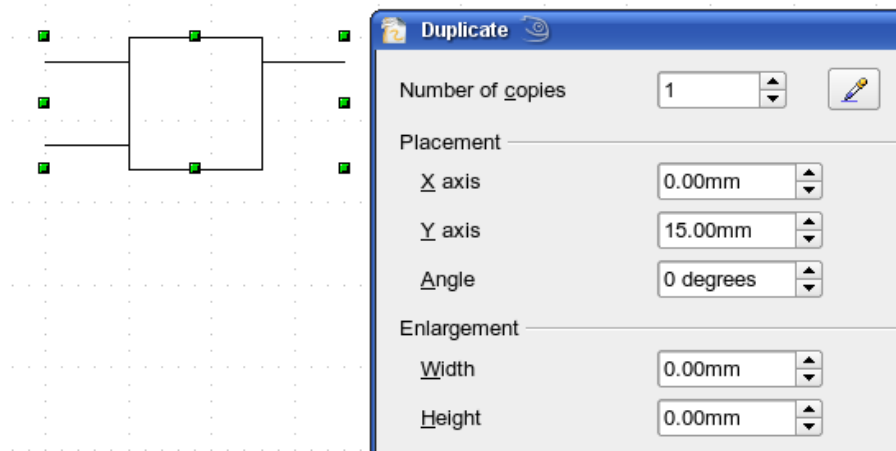 Duplicate
Number of copies 1
Placement
X axis 0.00mm
Y axis 15.00mm
Angle 0 degrees
Enlargement
Width 0.00mm
Height 0.00mm